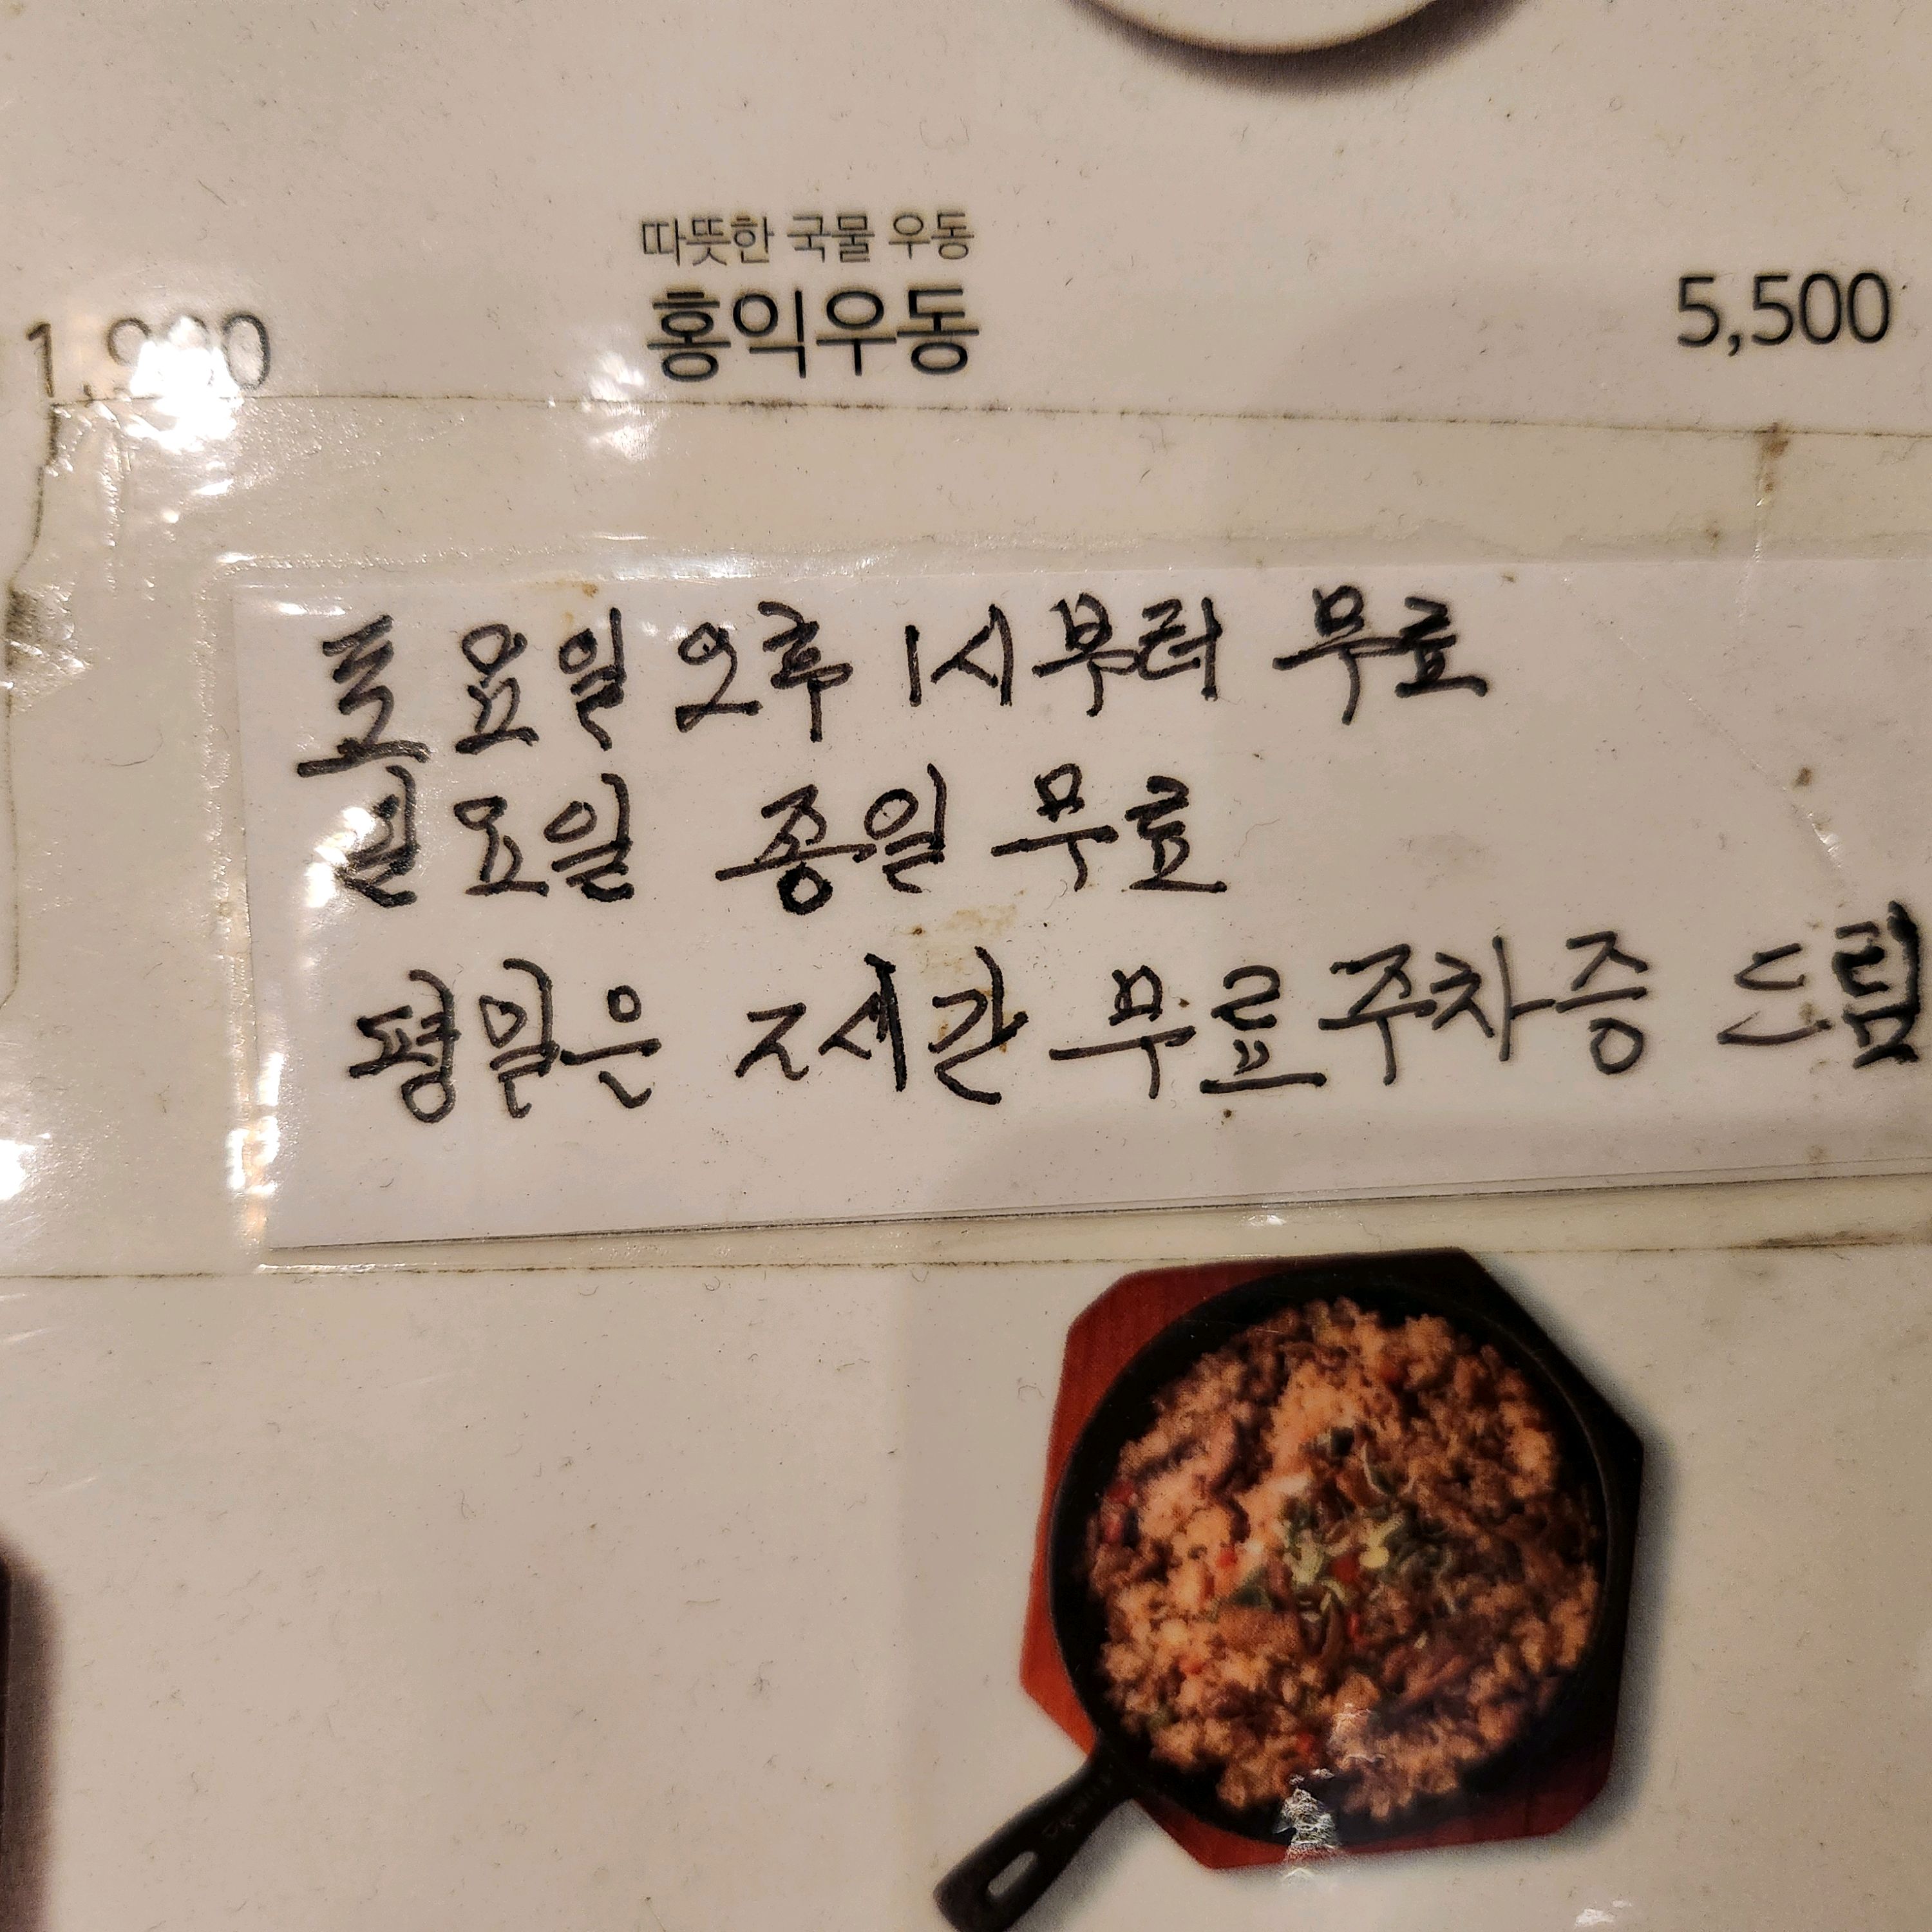 따뜻한 국물 우동
홍익우동
5,500
토요일 오후 1시부터 무료
일요일 종일 무료
평일은 2시간 무료주차증 드림